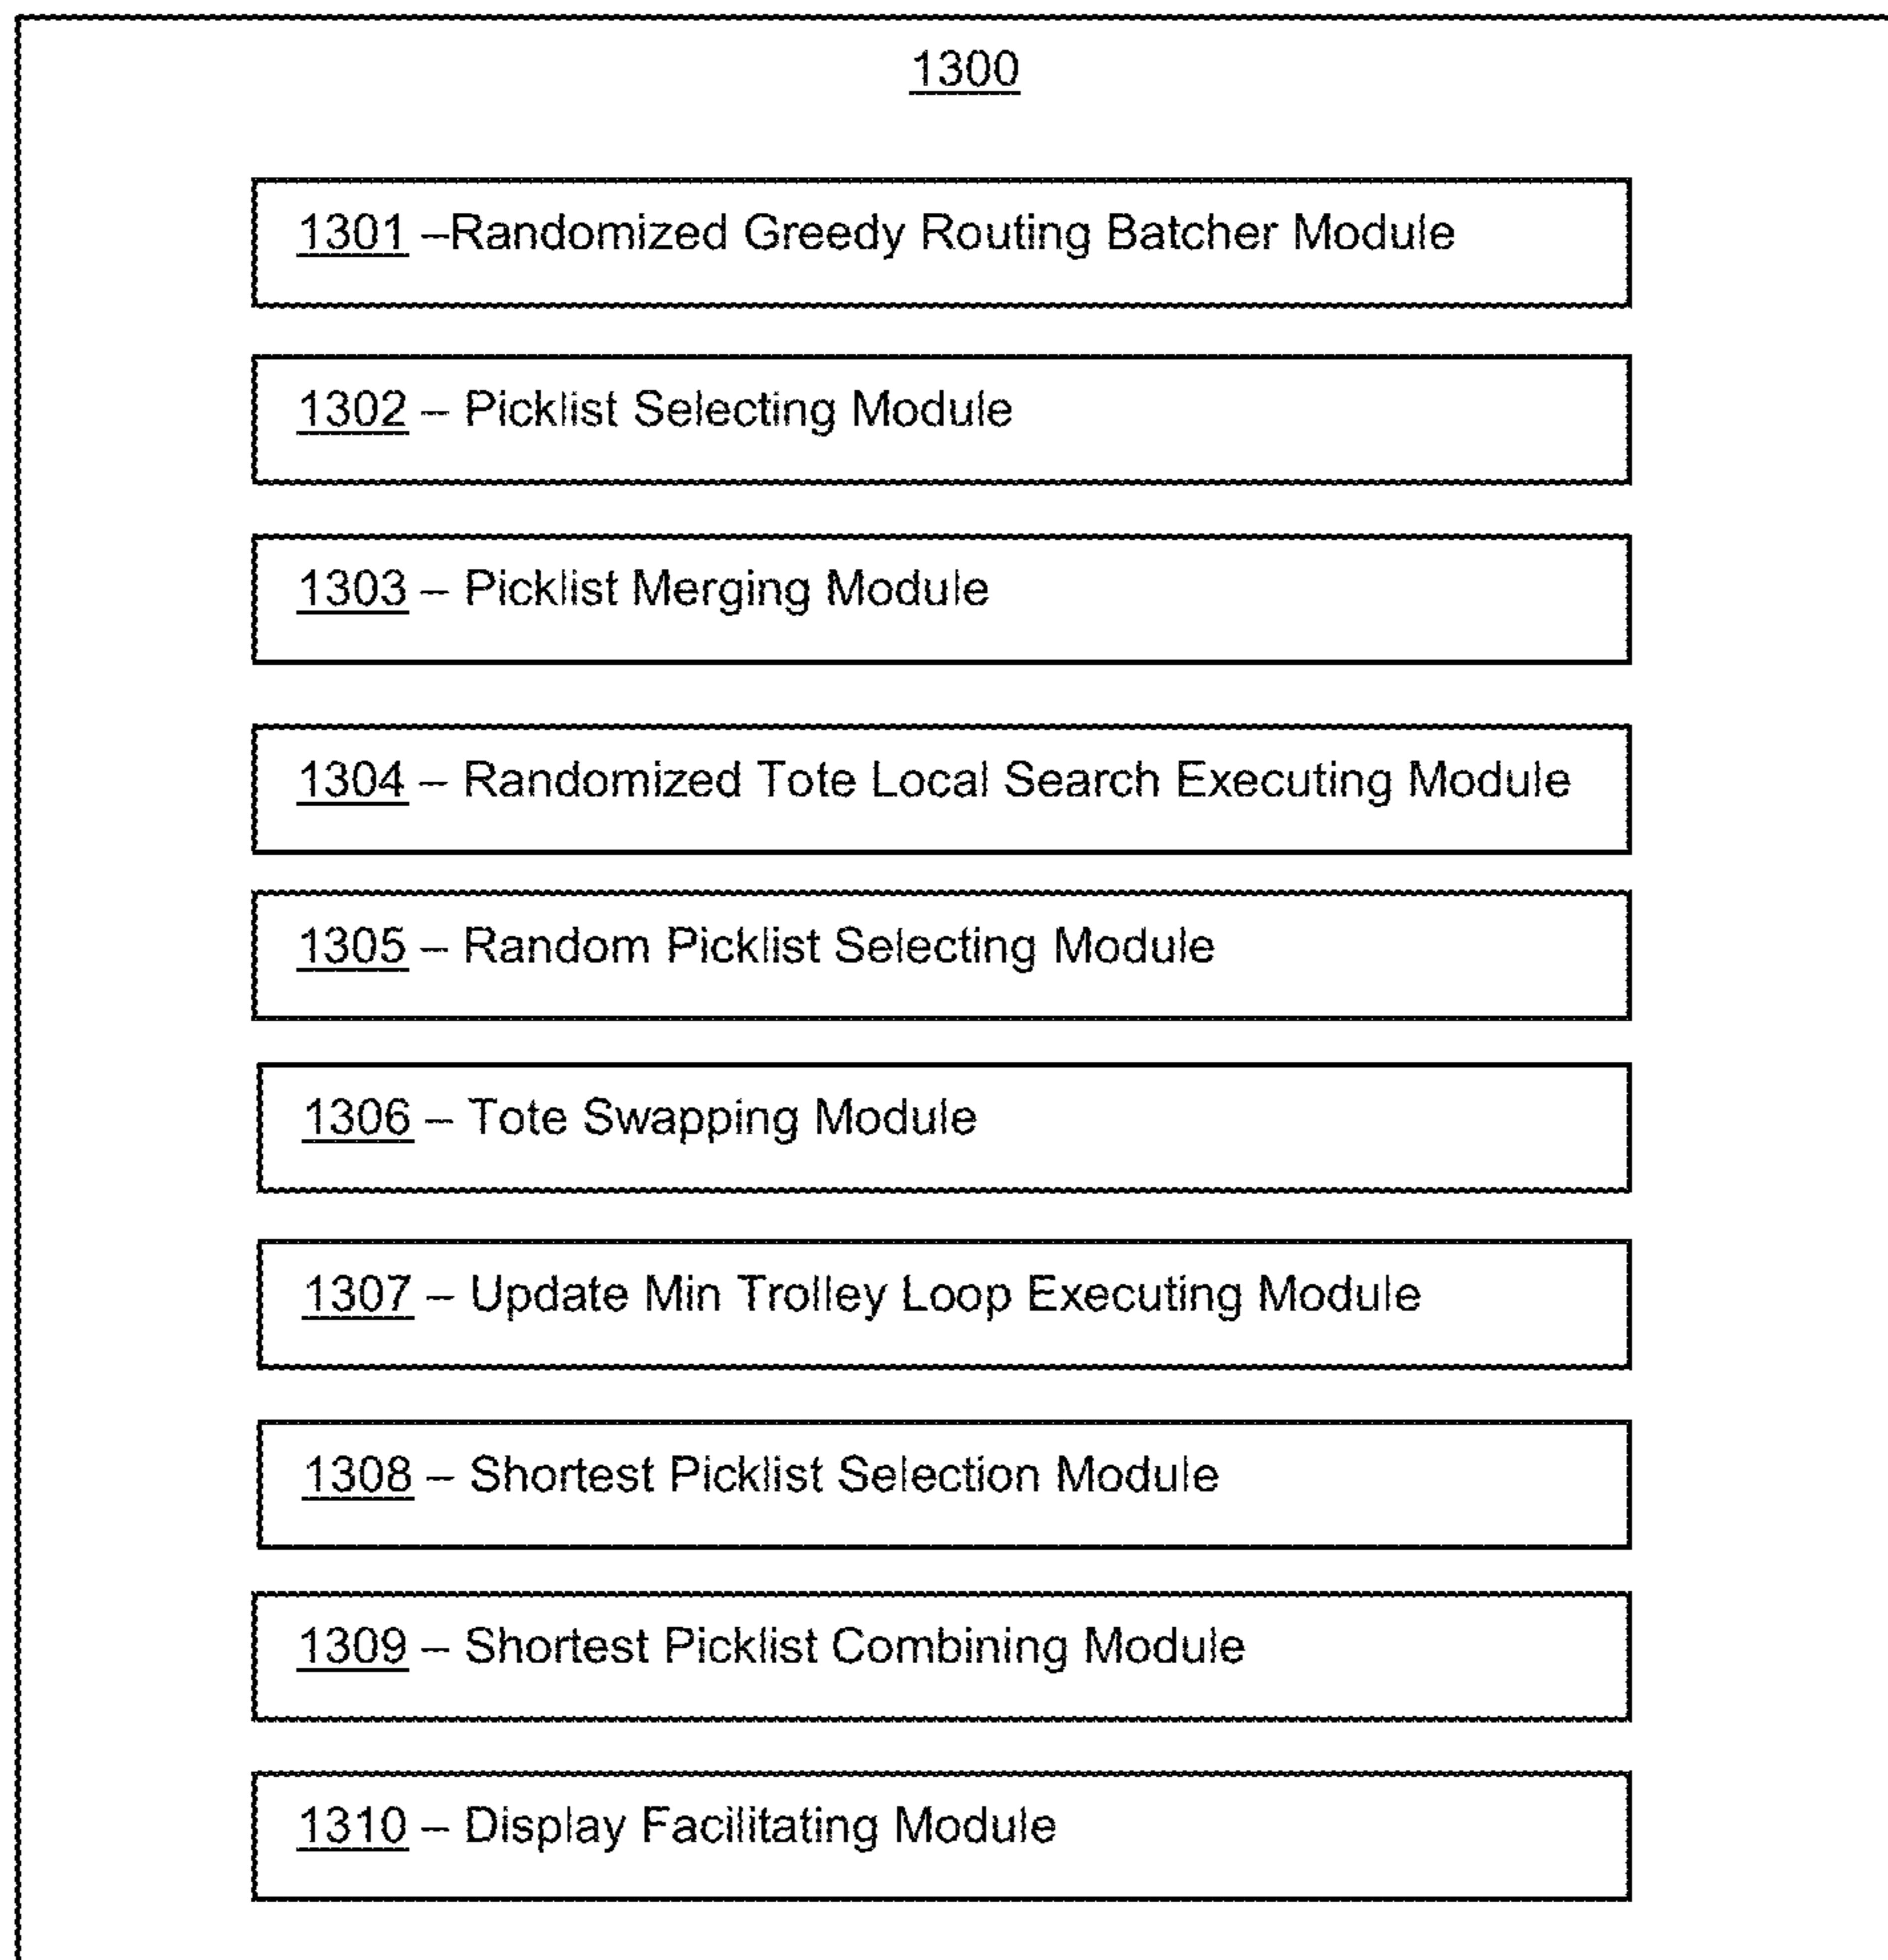 1300
1301 –Randomized Greedy Routing Batcher Module
1302 – Picklist Selecting Module
1303 – Picklist Merging Module
1304 – Randomized Tote Local Search Executing Module
1305 – Random Picklist Selecting Module
1306 – Tote Swapping Module
1307 – Update Min Trolley Loop Executing Module
1308 – Shortest Picklist Selection Module
1309 – Shortest Picklist Combining Module
1310 – Display Facilitating Module